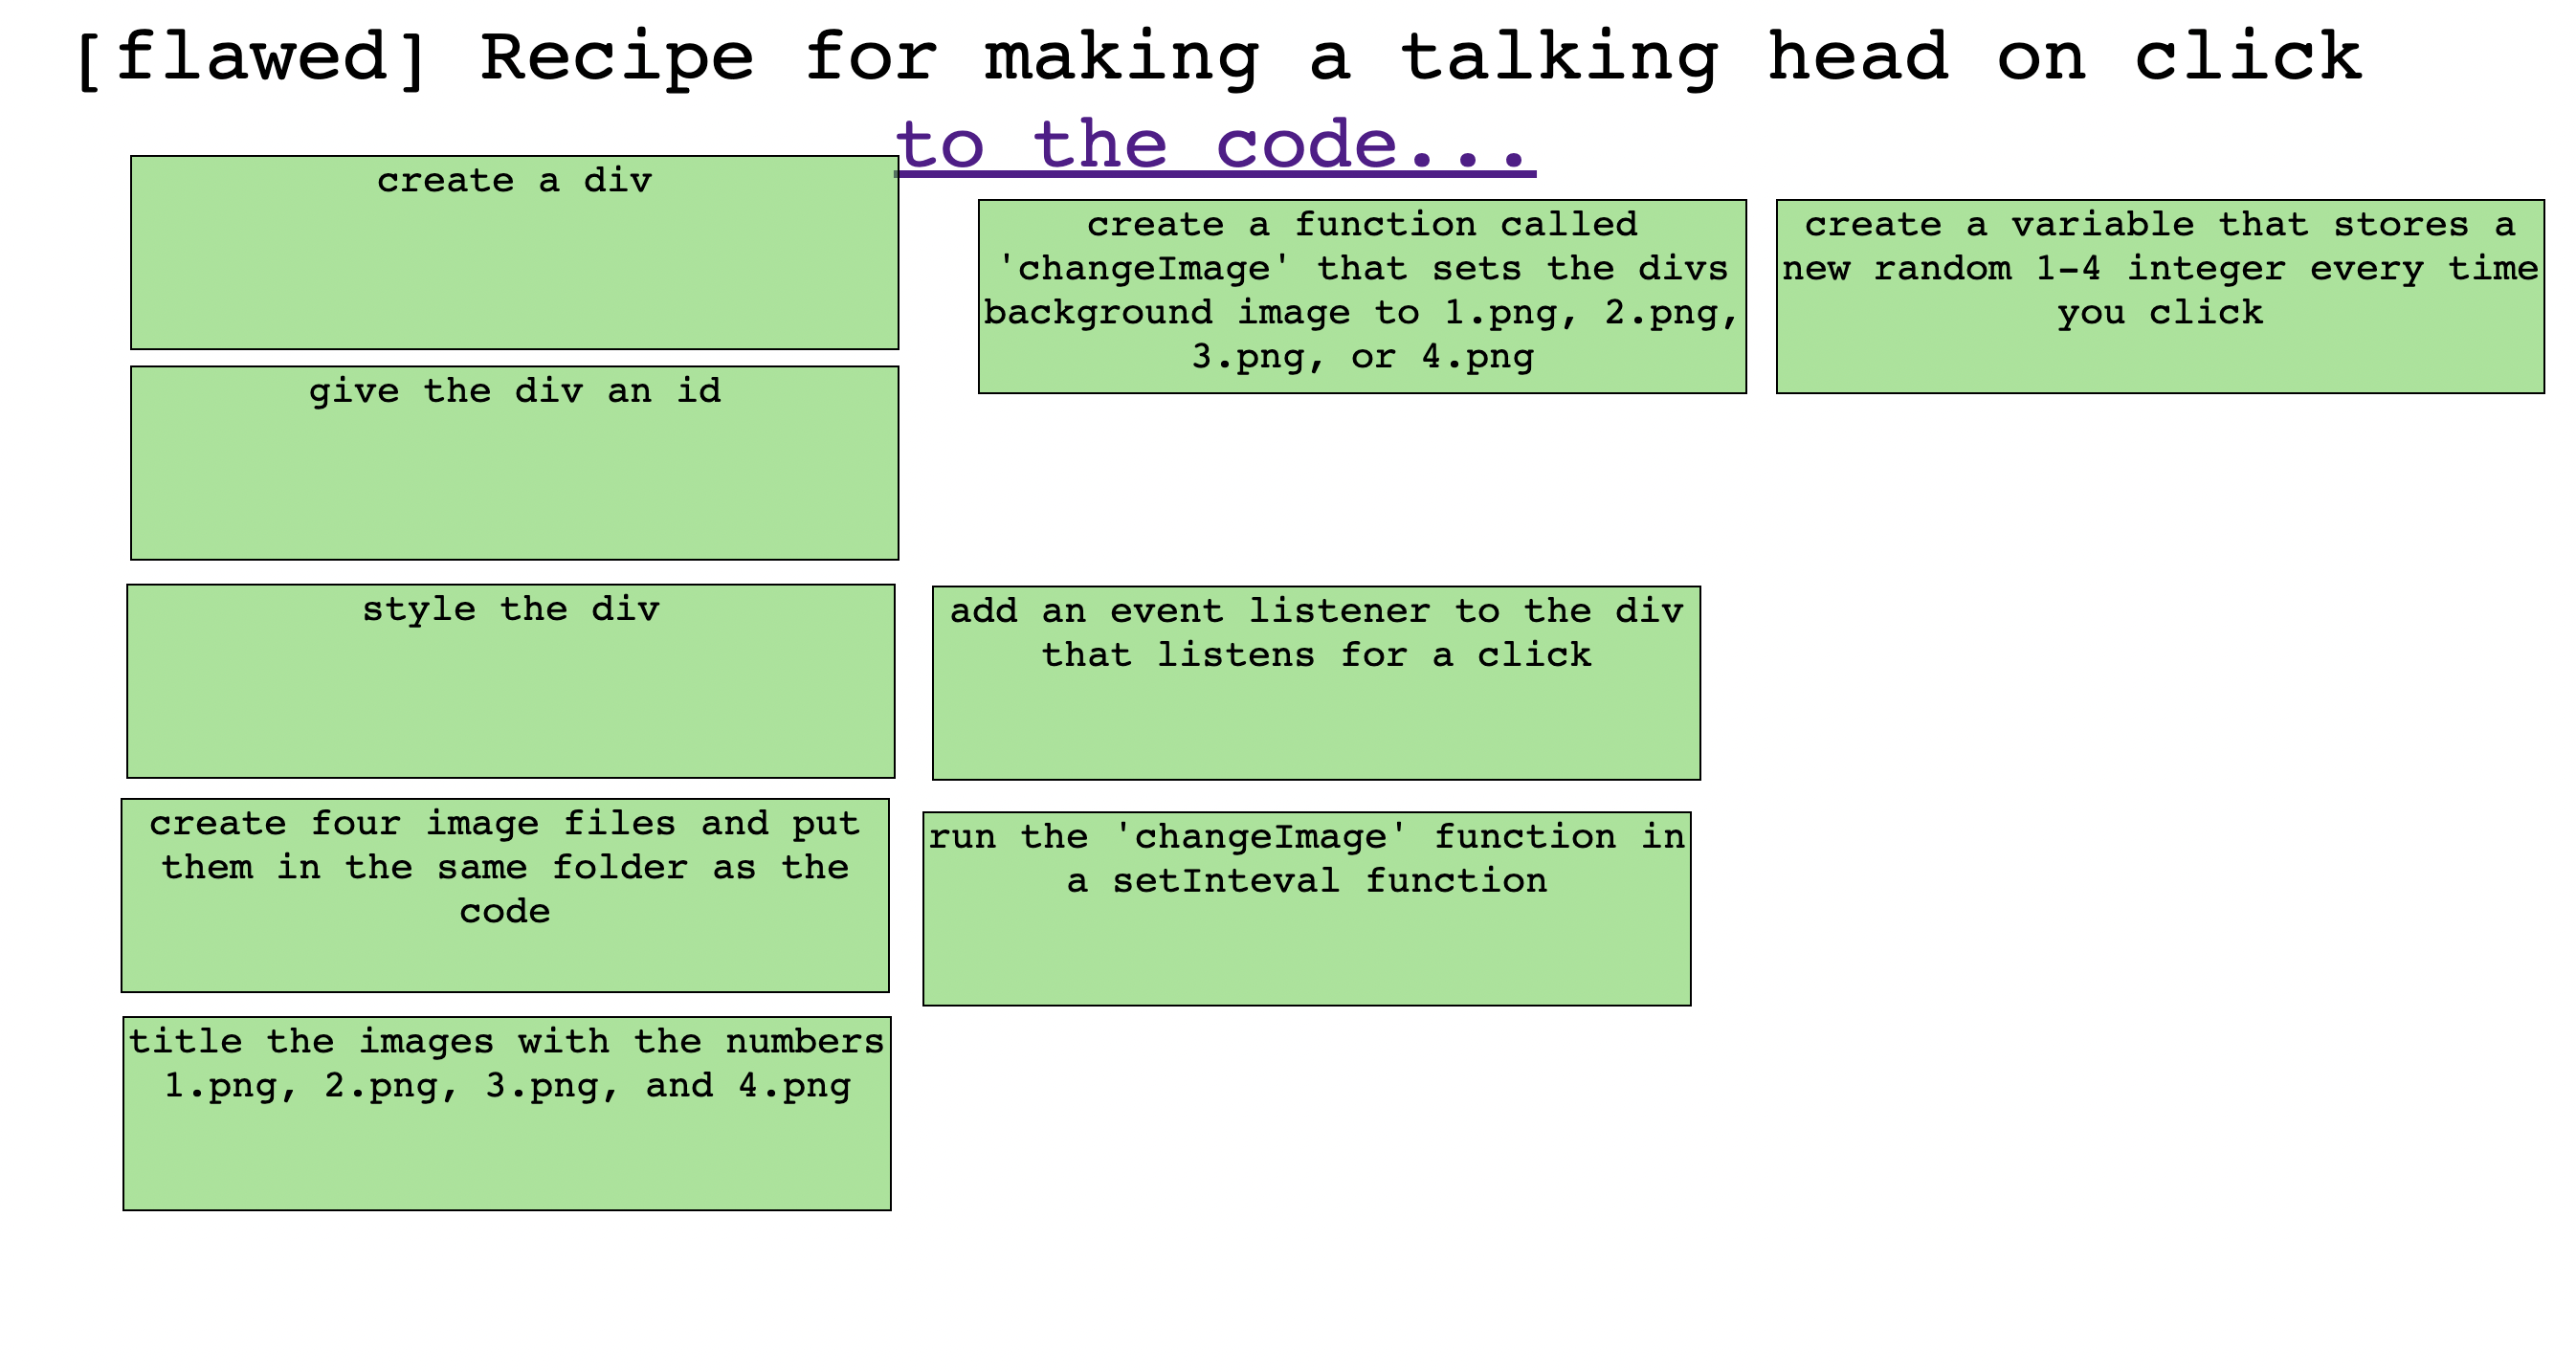 [flawed] Recipe for making a talking head on click
to the code...
create a div
give the div an id
style the div
create four image files and put
them in the same folder as the
code
title the images with the numbers
1.png, 2.png, 3.png, and 4.png
create a function called
'changeImage' that sets the divs
background image to 1.png, 2.png,
3.png, or 4.png
add an event listener to the div
that listens for a click
run the 'changeImage' function in
a setInteval function
create a variable that stores a
new random 1-4 integer every time
you click